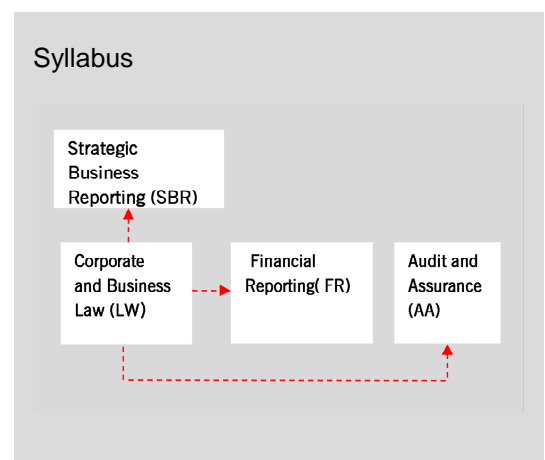 Syllabus
Strategic
Business
Reporting (SBR)
Corporate
and Business
Law (LW)
Financial
Reporting( FR)
Audit and
Assurance
(AA)